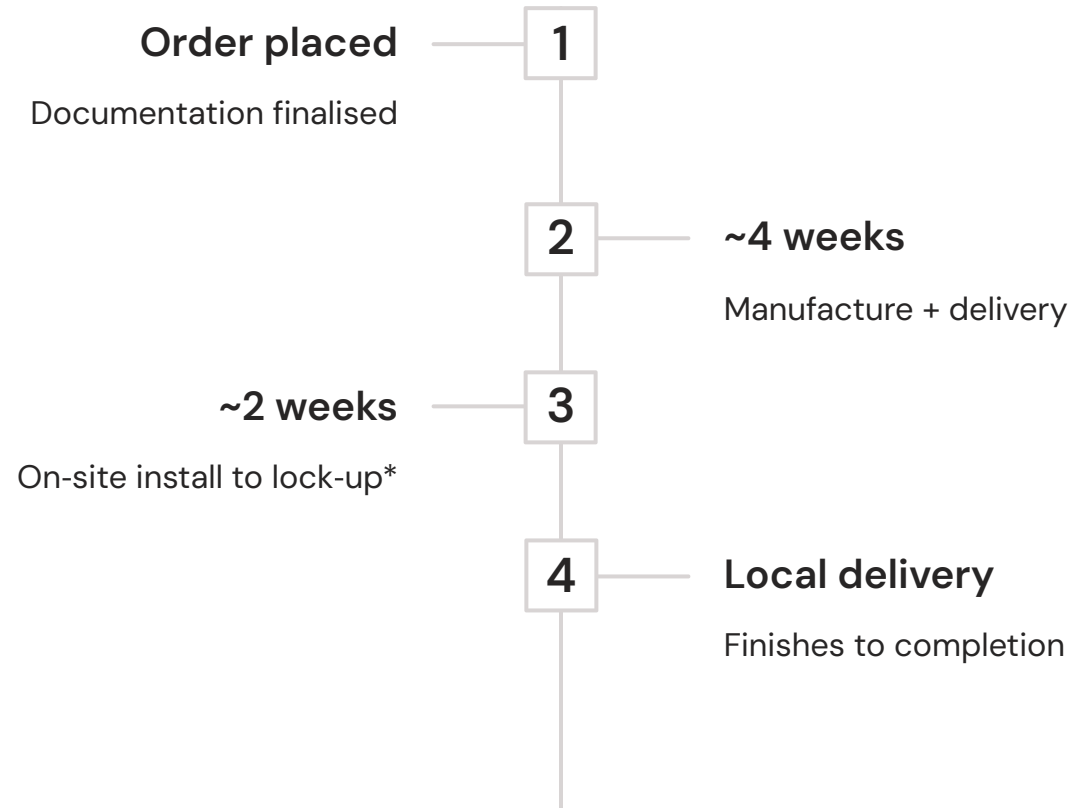 Order placed
1
Documentation finalised
2
~4 weeks
Manufacture + delivery
~2 weeks
3
On-site install to lock-up*
4
Local delivery
Finishes to completion